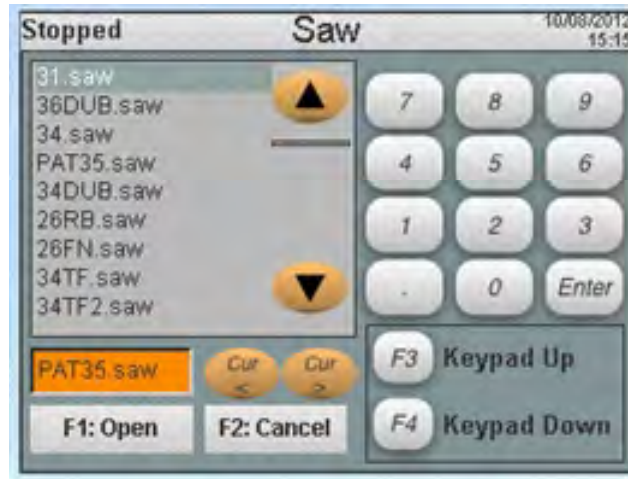 Stopped Saw 10/08/2012
15:15
31.saw
36DUB.saw
34.saw
PAT35.saw
34DUB.saw
26RB.saw
26FN.saw
34TF.saw
34TF2.saw
7 8 9
4 5 6
1 2 3
. 0 Enter
PAT35.saw Cur < Cur >
F1: Open F2: Cancel
F3 Keypad Up
F4 Keypad Down